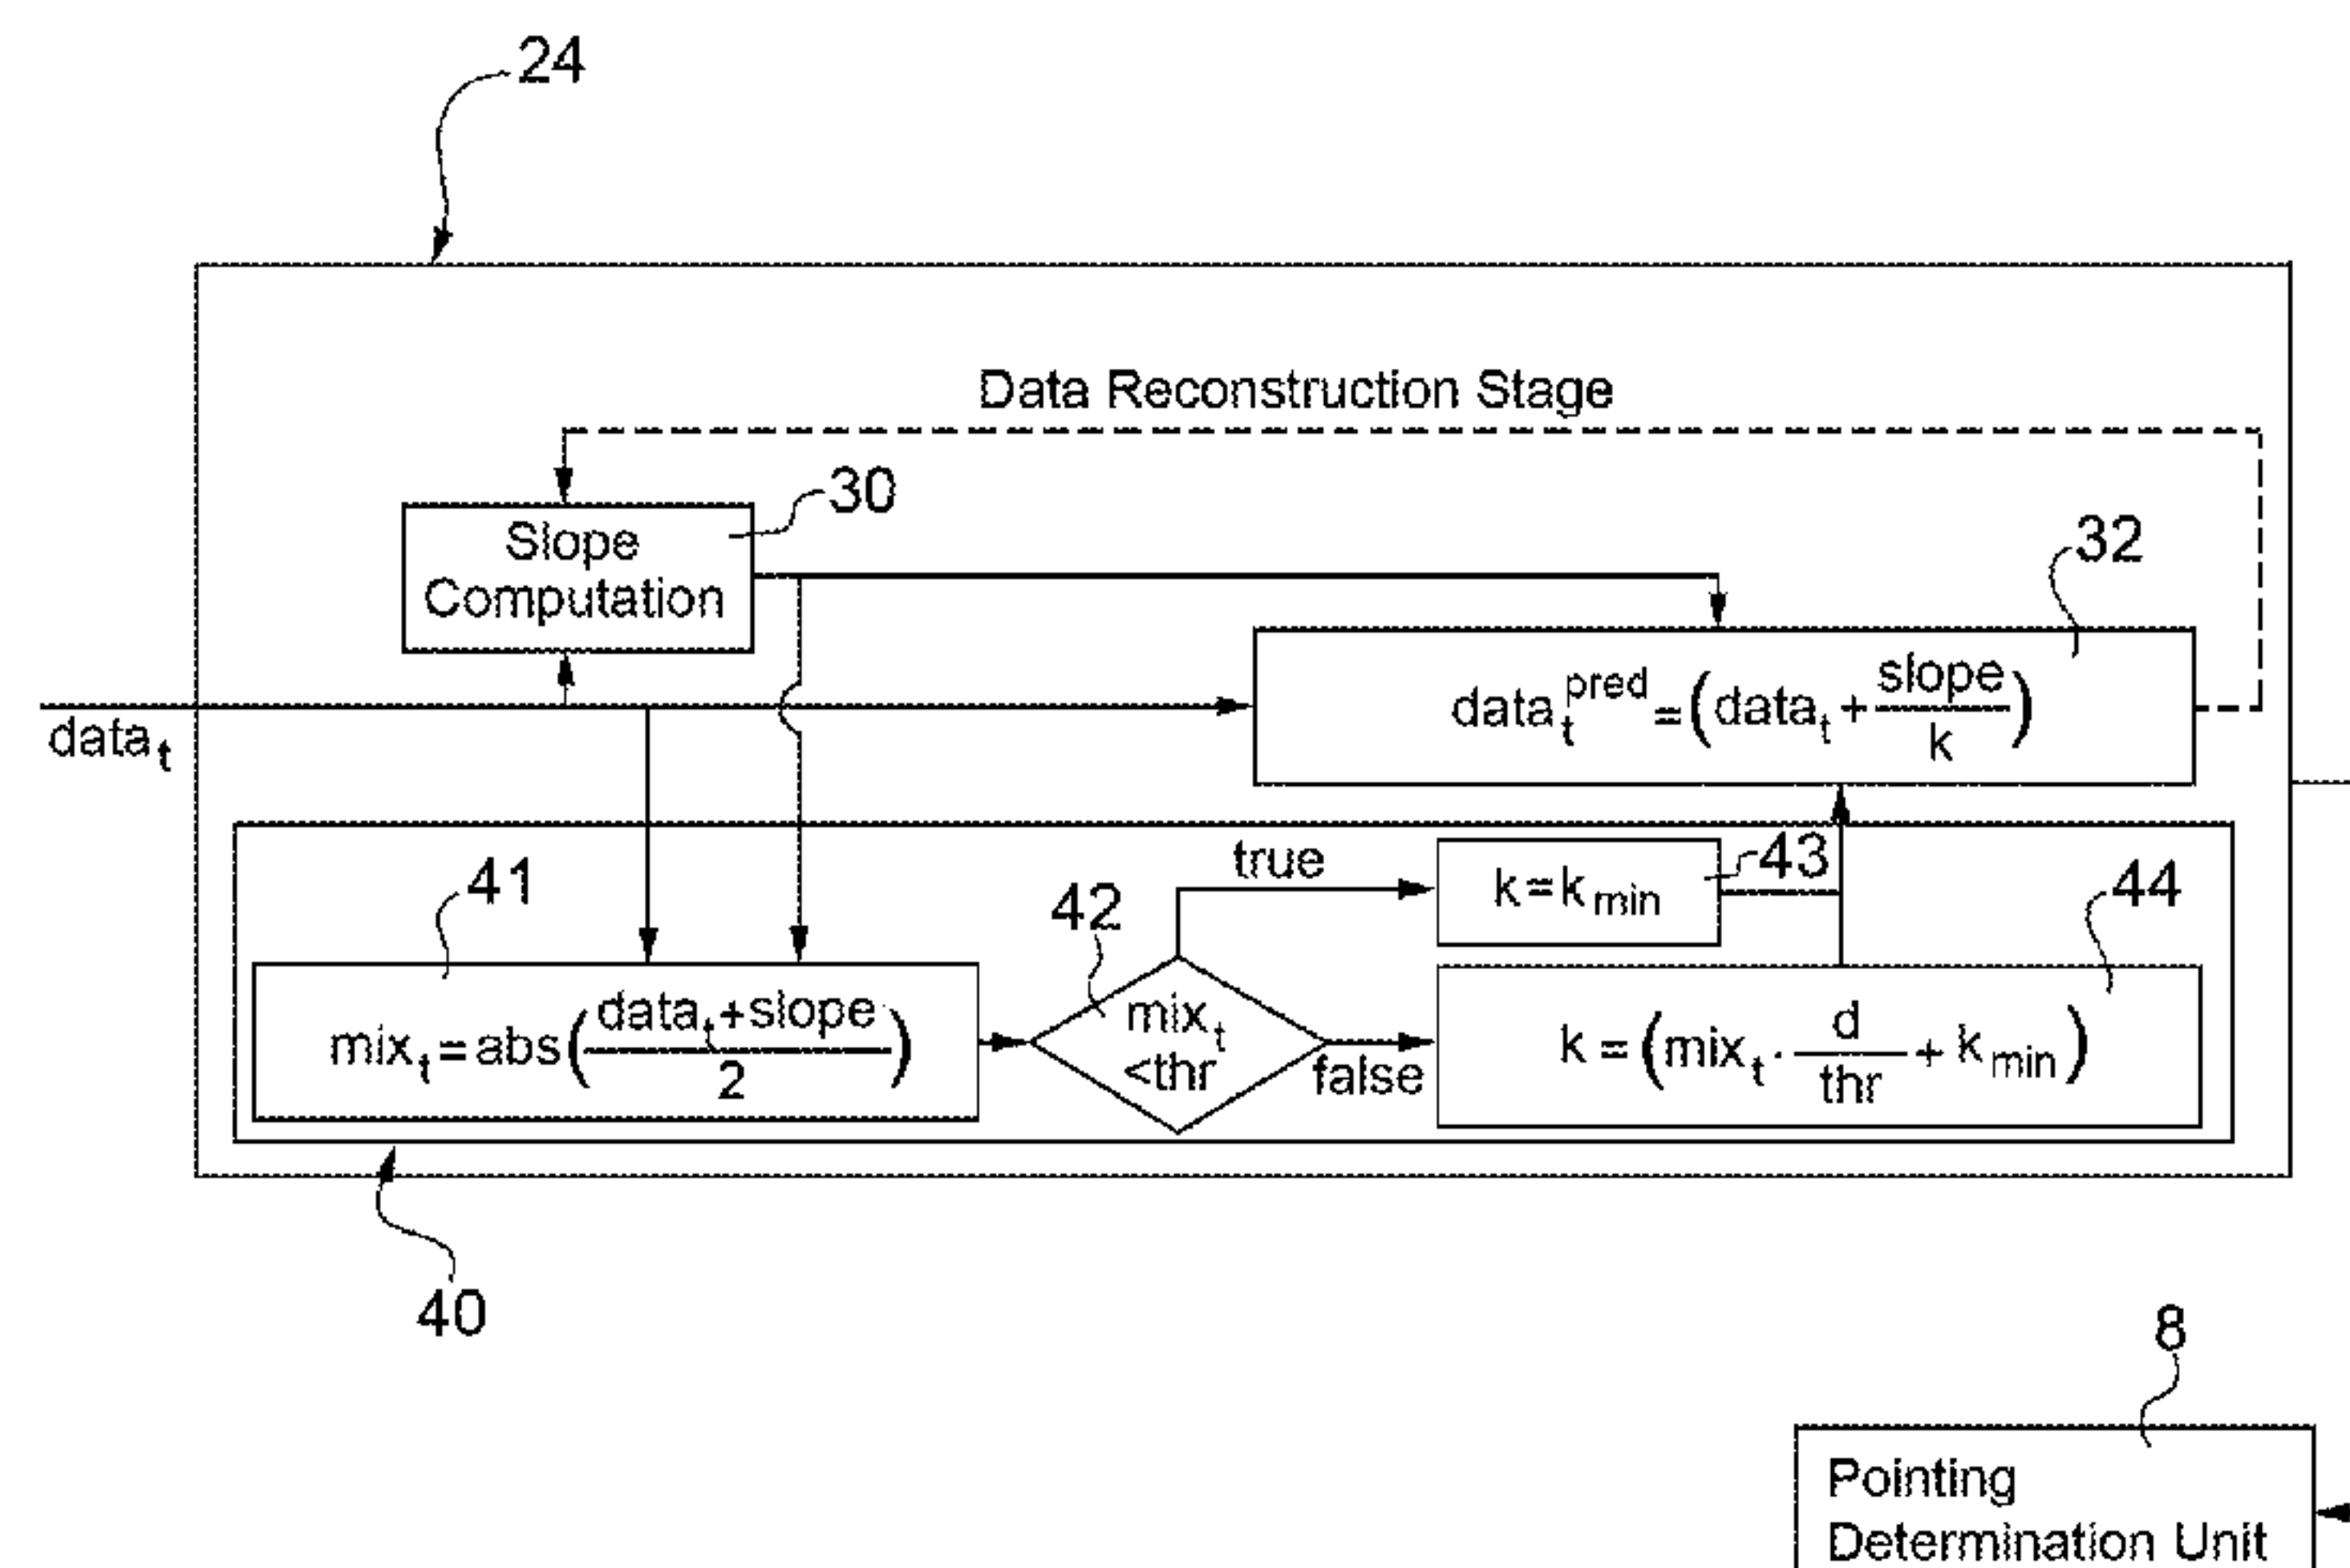 24
Data Reconstruction Stage
30
Slope
Computation
32
data_t^pred = (data_t + slope/k)
data_t
true
k=k_min
43
44
41
42
mix_t = abs((data_t+slope)/2)
mix_t
<thr
false
k = (mix_t · d/thr + k_min)
40
8
Pointing
Determination Unit